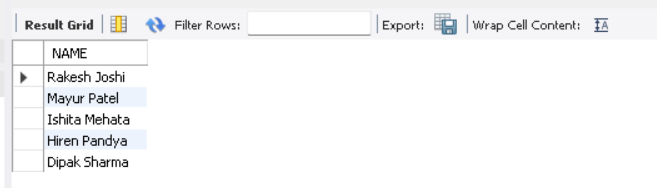 Result Grid Filter Rows: Export: Wrap Cell Content: IA
NAME
Rakesh Joshi
Mayur Patel
Ishita Mehata
Hiren Pandya
Dipak Sharma